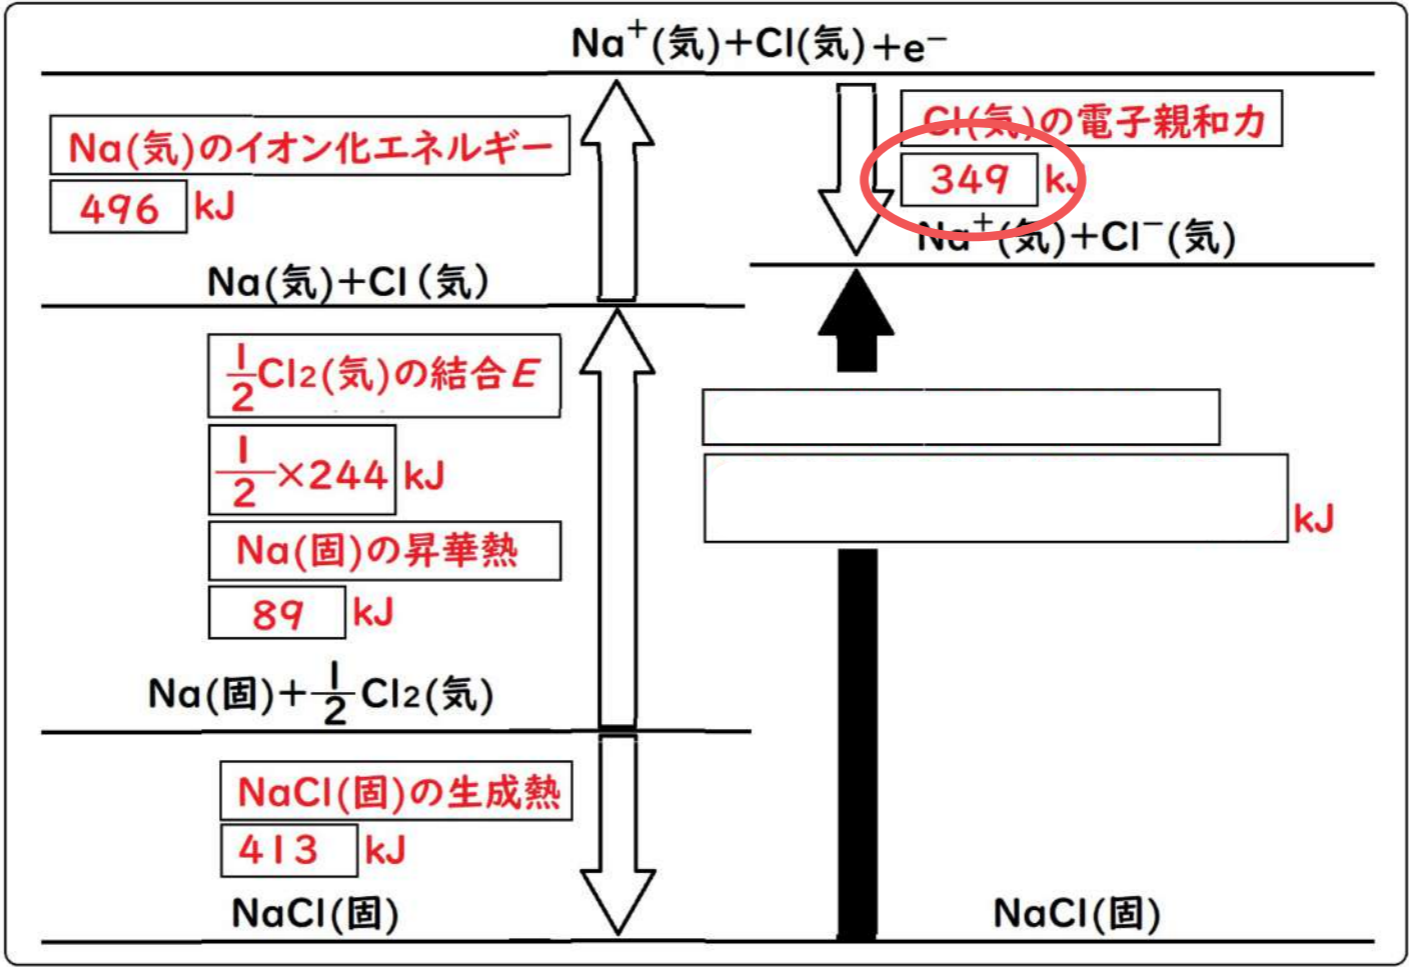 Na⁺(気)+Cl(気)+e⁻
Na(気)のイオン化エネルギー
496 kJ
Cl(気)の電子親和力
349 kJ
Na⁺(気)+Cl⁻(気)
Na(気)+Cl(気)
1/2Cl₂(気)の結合E
1/2×244 kJ
Na(固)の昇華熱
89 kJ
kJ
Na(固)+1/2Cl₂(気)
NaCl(固)の生成熱
413 kJ
NaCl(固)
NaCl(固)